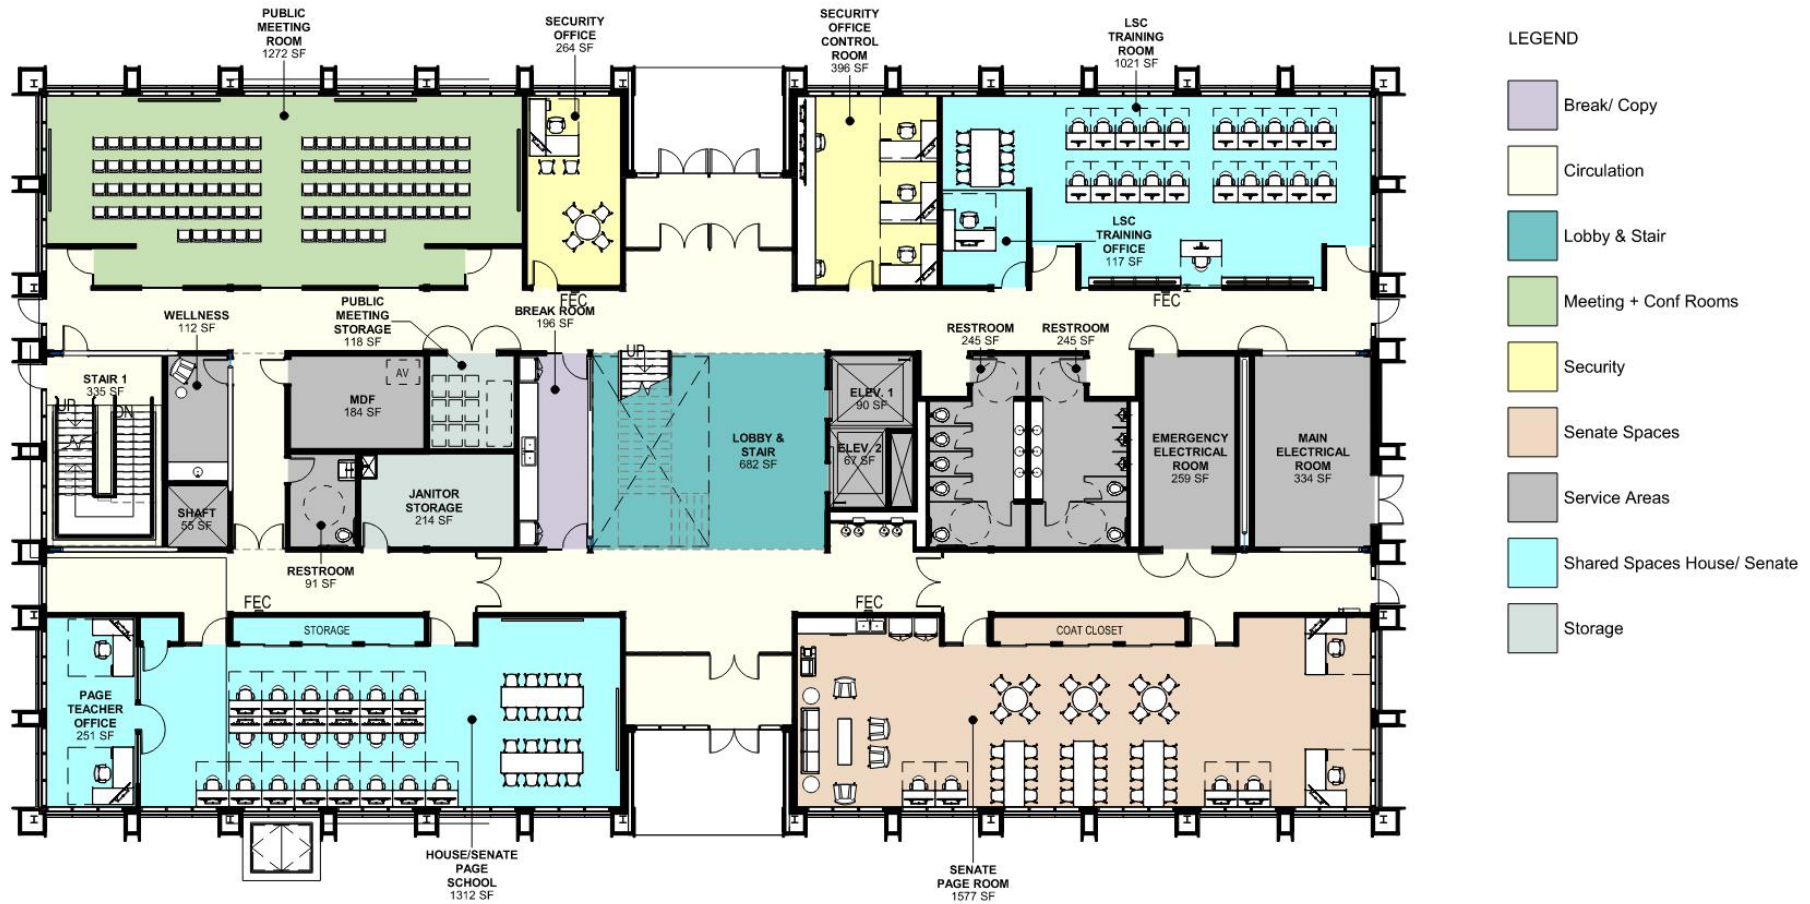 PUBLIC
MEETING
ROOM
1272 SF
SECURITY
OFFICE
264 SF
SECURITY
OFFICE
CONTROL
ROOM
396 SF
LSC
TRAINING
ROOM
1021 SF
LSC
TRAINING
OFFICE
117 SF
FEC
FEC
WELLNESS
112 SF
PUBLIC
MEETING
STORAGE
118 SF
BREAK ROOM
196 SF
RESTROOM
245 SF
RESTROOM
245 SF
STAIR 1
335 SF
UP
DN
MDF
184 SF
AV
UP
LOBBY &
STAIR
682 SF
ELEV. 1
90 SF
ELEV. 2
67 SF
EMERGENCY
ELECTRICAL
ROOM
259 SF
MAIN
ELECTRICAL
ROOM
334 SF
SHAFT
55 SF
JANITOR
STORAGE
214 SF
RESTROOM
91 SF
FEC
FEC
STORAGE
COAT CLOSET
PAGE
TEACHER
OFFICE
251 SF
HOUSE/SENATE
PAGE
SCHOOL
1312 SF
SENATE
PAGE ROOM
1577 SF
LEGEND
Break/ Copy
Circulation
Lobby & Stair
Meeting + Conf Rooms
Security
Senate Spaces
Service Areas
Shared Spaces House/ Senate
Storage